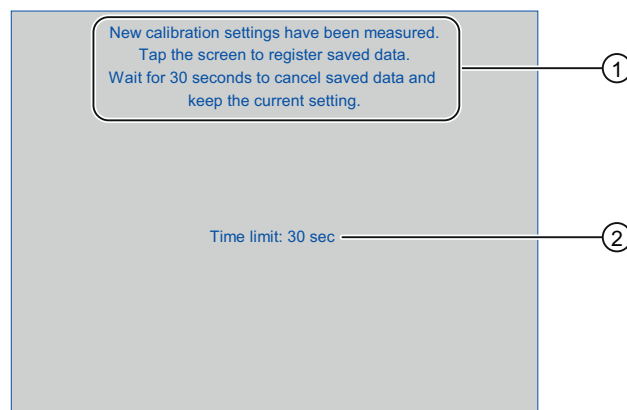 New calibration settings have been measured.
Tap the screen to register saved data.
Wait for 30 seconds to cancel saved data and
keep the current setting.
1
Time limit: 30 sec
2